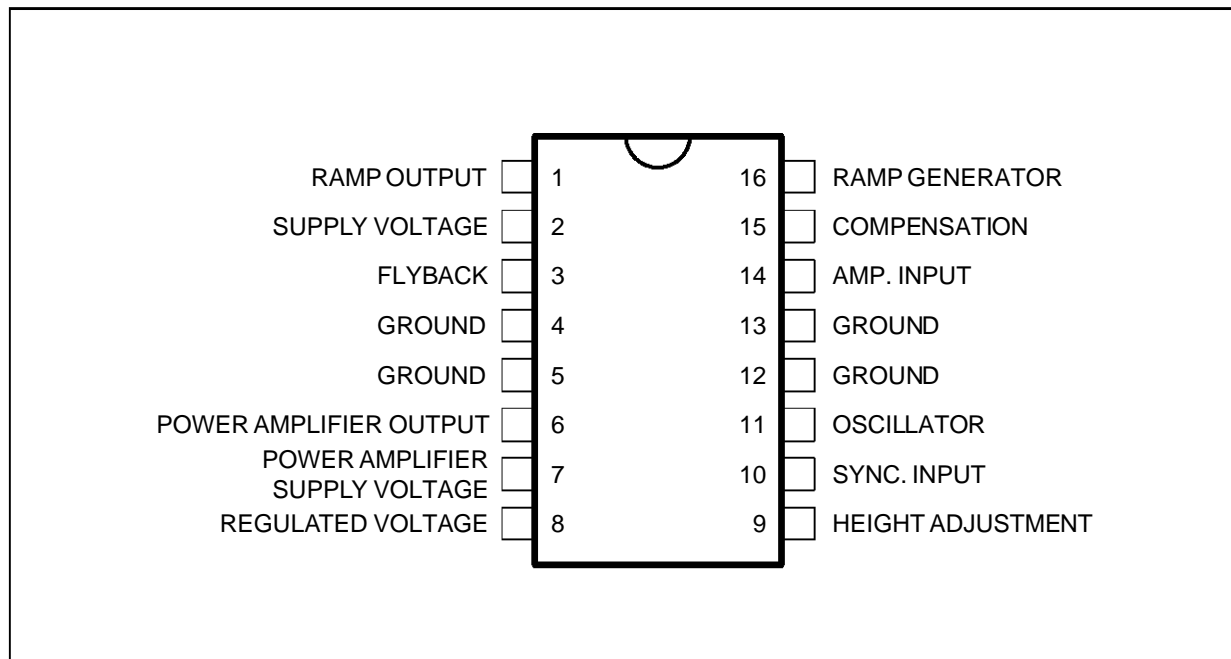 RAMP OUTPUT 1 16 RAMP GENERATOR
SUPPLY VOLTAGE 2 15 COMPENSATION
FLYBACK 3 14 AMP. INPUT
GROUND 4 13 GROUND
GROUND 5 12 GROUND
POWER AMPLIFIER OUTPUT 6 11 OSCILLATOR
POWER AMPLIFIER
SUPPLY VOLTAGE 7 10 SYNC. INPUT
REGULATED VOLTAGE 8 9 HEIGHT ADJUSTMENT